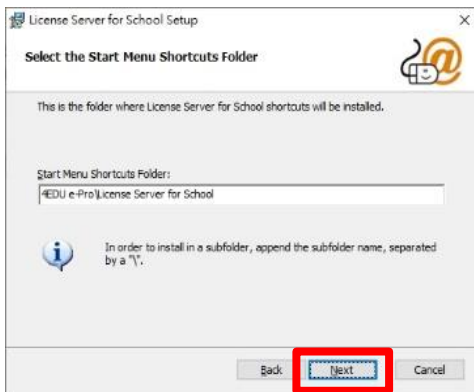 License Server for School Setup
Select the Start Menu Shortcuts Folder
This is the folder where License Server for School shortcuts will be installed.
Start Menu Shortcuts Folder:
4EDU e-Pro\License Server for School
In order to install in a subfolder, append the subfolder name, separated
by a "\".
Back Next Cancel